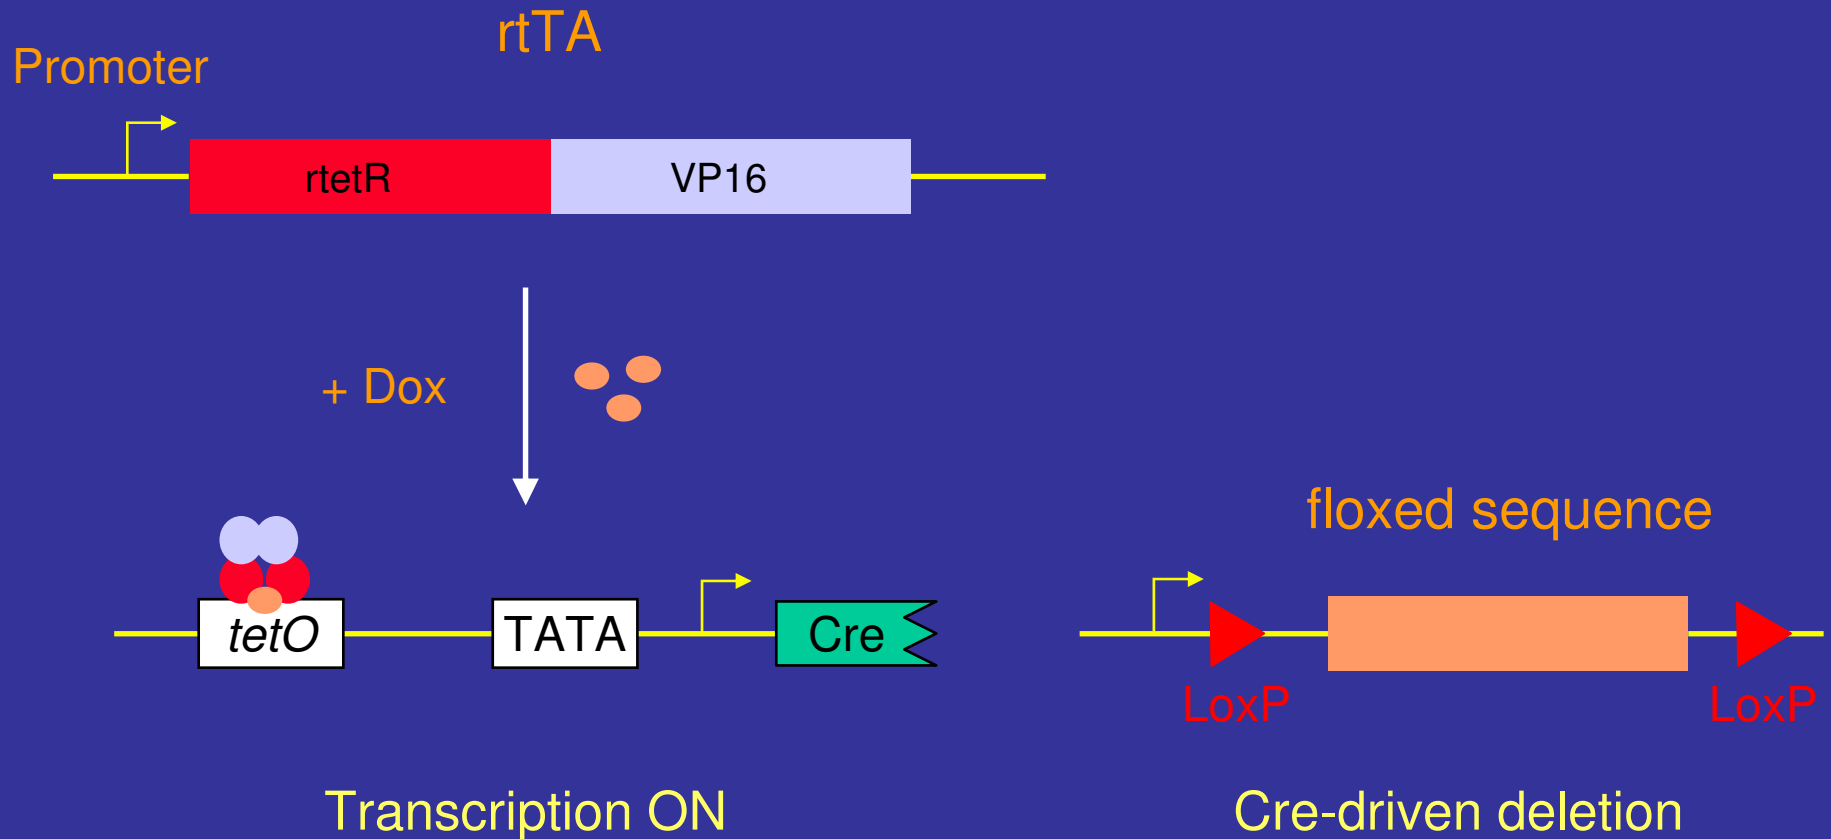 rtTA
Promoter
rtetR VP16
+ Dox
floxed sequence
tetO TATA Cre
LoxP LoxP
Transcription ON Cre-driven deletion